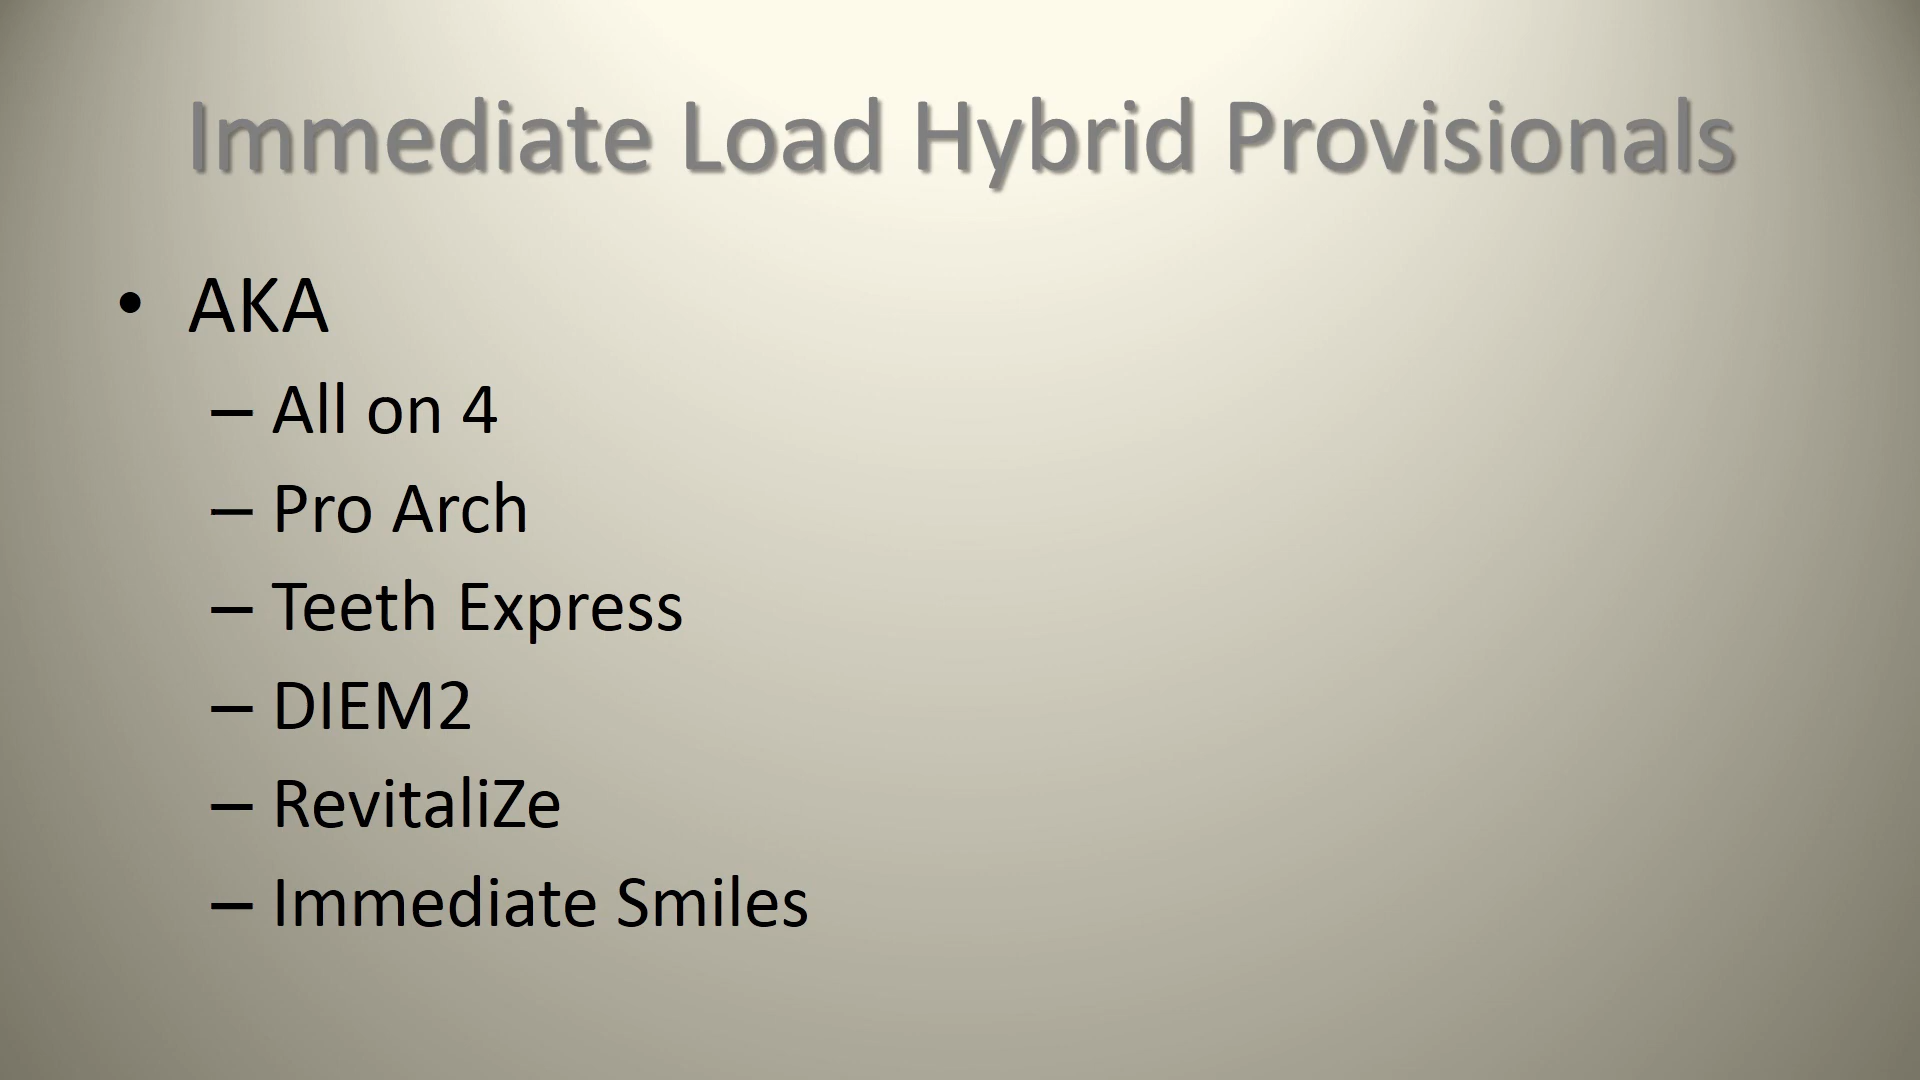 Immediate Load Hybrid Provisionals
• AKA
– All on 4
– Pro Arch
– Teeth Express
– DIEM2
– RevitaliZe
– Immediate Smiles